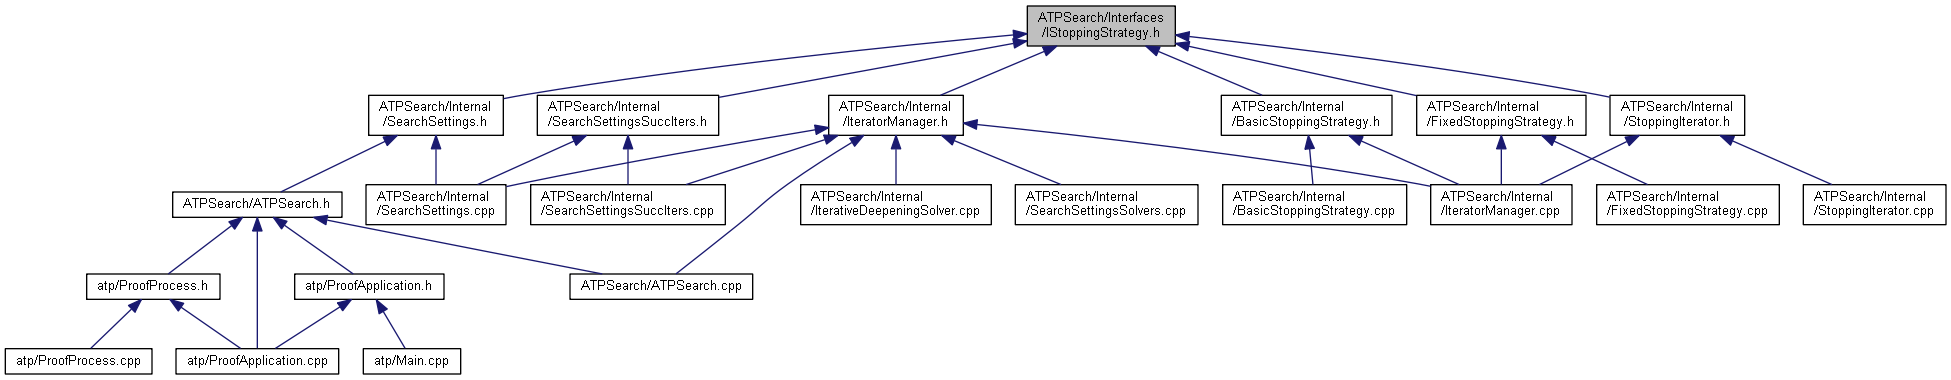 ATPSearch/Interfaces
/IStoppingStrategy.h
ATPSearch/Internal
/SearchSettings.h
ATPSearch/Internal
/SearchSettingsSuccIters.h
ATPSearch/Internal
/IteratorManager.h
ATPSearch/Internal
/BasicStoppingStrategy.h
ATPSearch/Internal
/FixedStoppingStrategy.h
ATPSearch/Internal
/StoppingIterator.h
ATPSearch/ATPSearch.h
ATPSearch/Internal
/SearchSettings.cpp
ATPSearch/Internal
/SearchSettingsSuccIters.cpp
ATPSearch/Internal
/IterativeDeepeningSolver.cpp
ATPSearch/Internal
/SearchSettingsSolvers.cpp
ATPSearch/Internal
/BasicStoppingStrategy.cpp
ATPSearch/Internal
/IteratorManager.cpp
ATPSearch/Internal
/FixedStoppingStrategy.cpp
ATPSearch/Internal
/StoppingIterator.cpp
atp/ProofProcess.h
atp/ProofApplication.h
ATPSearch/ATPSearch.cpp
atp/ProofProcess.cpp
atp/ProofApplication.cpp
atp/Main.cpp